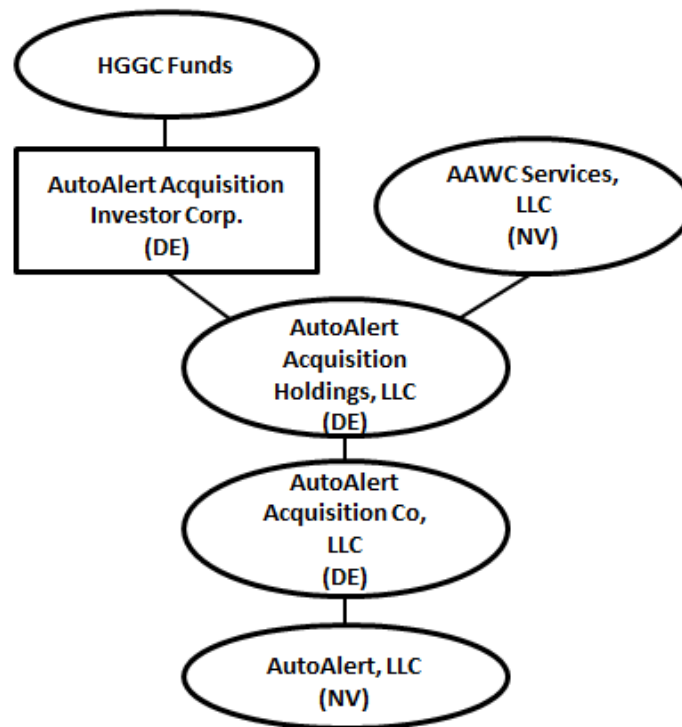 HGGC Funds
AutoAlert Acquisition
Investor Corp.
(DE)
AAWC Services,
LLC
(NV)
AutoAlert
Acquisition
Holdings, LLC
(DE)
AutoAlert
Acquisition Co,
LLC
(DE)
AutoAlert, LLC
(NV)